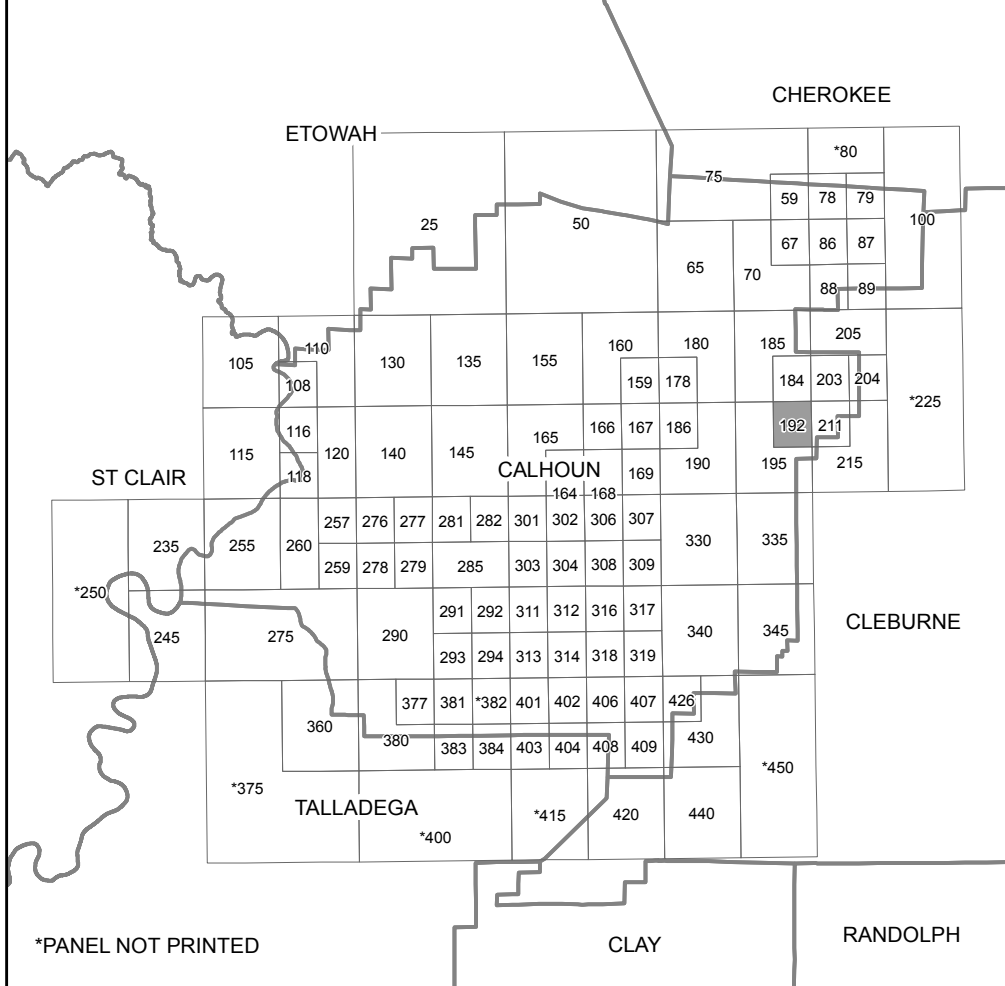 CHEROKEE
ETOWAH
*80
75
59 78 79
25 50 100
67 86 87
65 70
88 89
110 205
105 130 135 155 160 180 185
108 159 178 184 203 204
*225
116 166 167 186 192 211
115 120 140 145 165
ST CLAIR CALHOUN 169 190 195 215
118 164 168
257 276 277 281 282 301 302 306 307
235 255 260 330 335
259 278 279 285 303 304 308 309
*250
291 292 311 312 316 317
245 275 290 340 345 CLEBURNE
293 294 313 314 318 319
377 381 *382 401 402 406 407 426
360 380 430
383 384 403 404 408 409
*450
*375
TALLADEGA *415 420 440
*400
*PANEL NOT PRINTED CLAY RANDOLPH